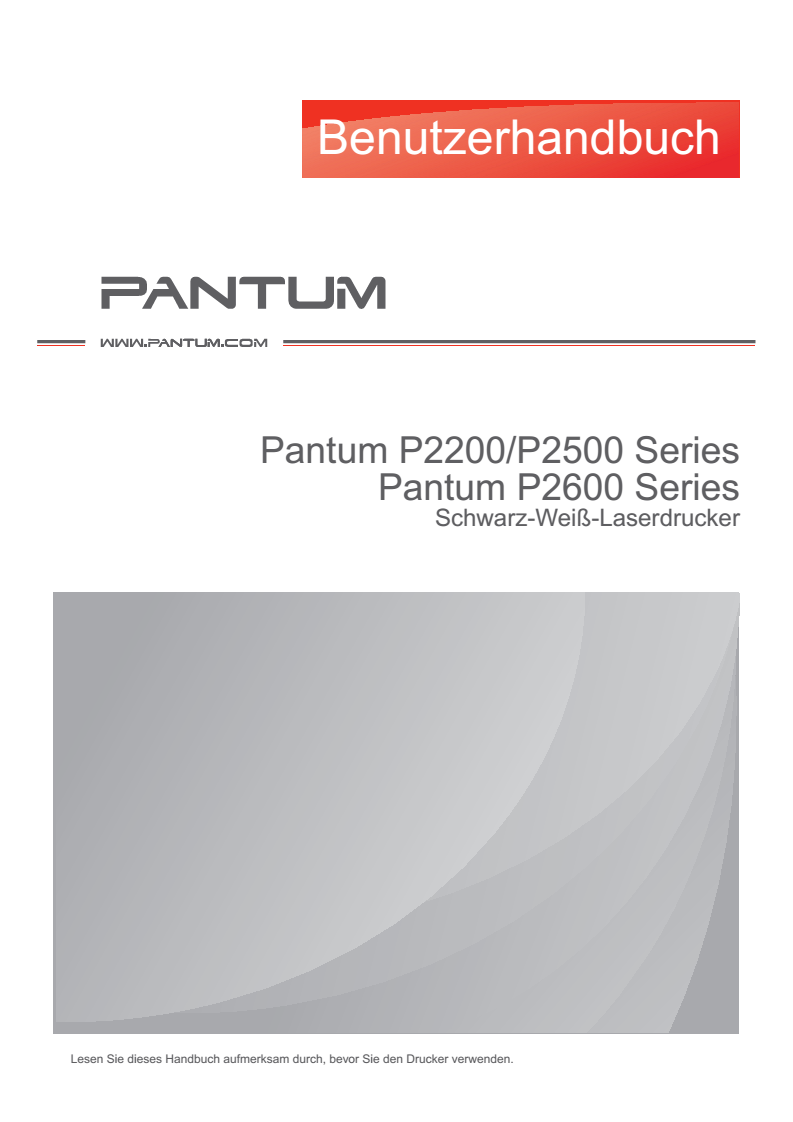 Benutzerhandbuch
PANTUM
WWW.PANTUM.COM
Pantum P2200/P2500 Series
Pantum P2600 Series
Schwarz-Weiß-Laserdrucker
Lesen Sie dieses Handbuch aufmerksam durch, bevor Sie den Drucker verwenden.